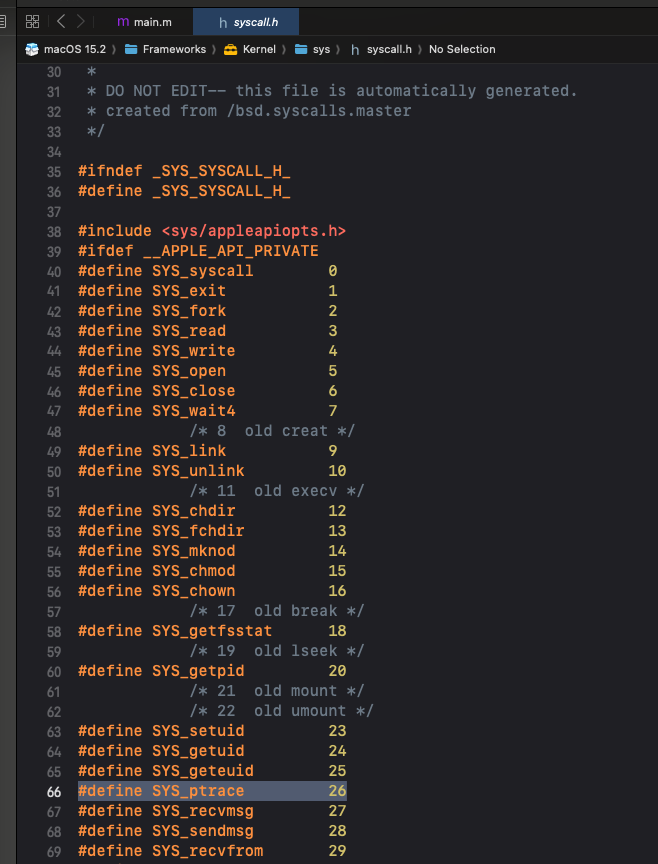 m main.m
h syscall.h
macOS 15.2 〉 Frameworks 〉 Kernel 〉 sys 〉 h syscall.h 〉 No Selection
30 *
31 * DO NOT EDIT-- this file is automatically generated.
32 * created from /bsd.syscalls.master
33 */
34
35 #ifndef _SYS_SYSCALL_H_
36 #define _SYS_SYSCALL_H_
37
38 #include <sys/appleapiopts.h>
39 #ifdef __APPLE_API_PRIVATE
40 #define SYS_syscall 0
41 #define SYS_exit 1
42 #define SYS_fork 2
43 #define SYS_read 3
44 #define SYS_write 4
45 #define SYS_open 5
46 #define SYS_close 6
47 #define SYS_wait4 7
48 /* 8 old creat */
49 #define SYS_link 9
50 #define SYS_unlink 10
51 /* 11 old execv */
52 #define SYS_chdir 12
53 #define SYS_fchdir 13
54 #define SYS_mknod 14
55 #define SYS_chmod 15
56 #define SYS_chown 16
57 /* 17 old break */
58 #define SYS_getfsstat 18
59 /* 19 old lseek */
60 #define SYS_getpid 20
61 /* 21 old mount */
62 /* 22 old umount */
63 #define SYS_setuid 23
64 #define SYS_getuid 24
65 #define SYS_geteuid 25
66 #define SYS_ptrace 26
67 #define SYS_recvmsg 27
68 #define SYS_sendmsg 28
69 #define SYS_recvfrom 29